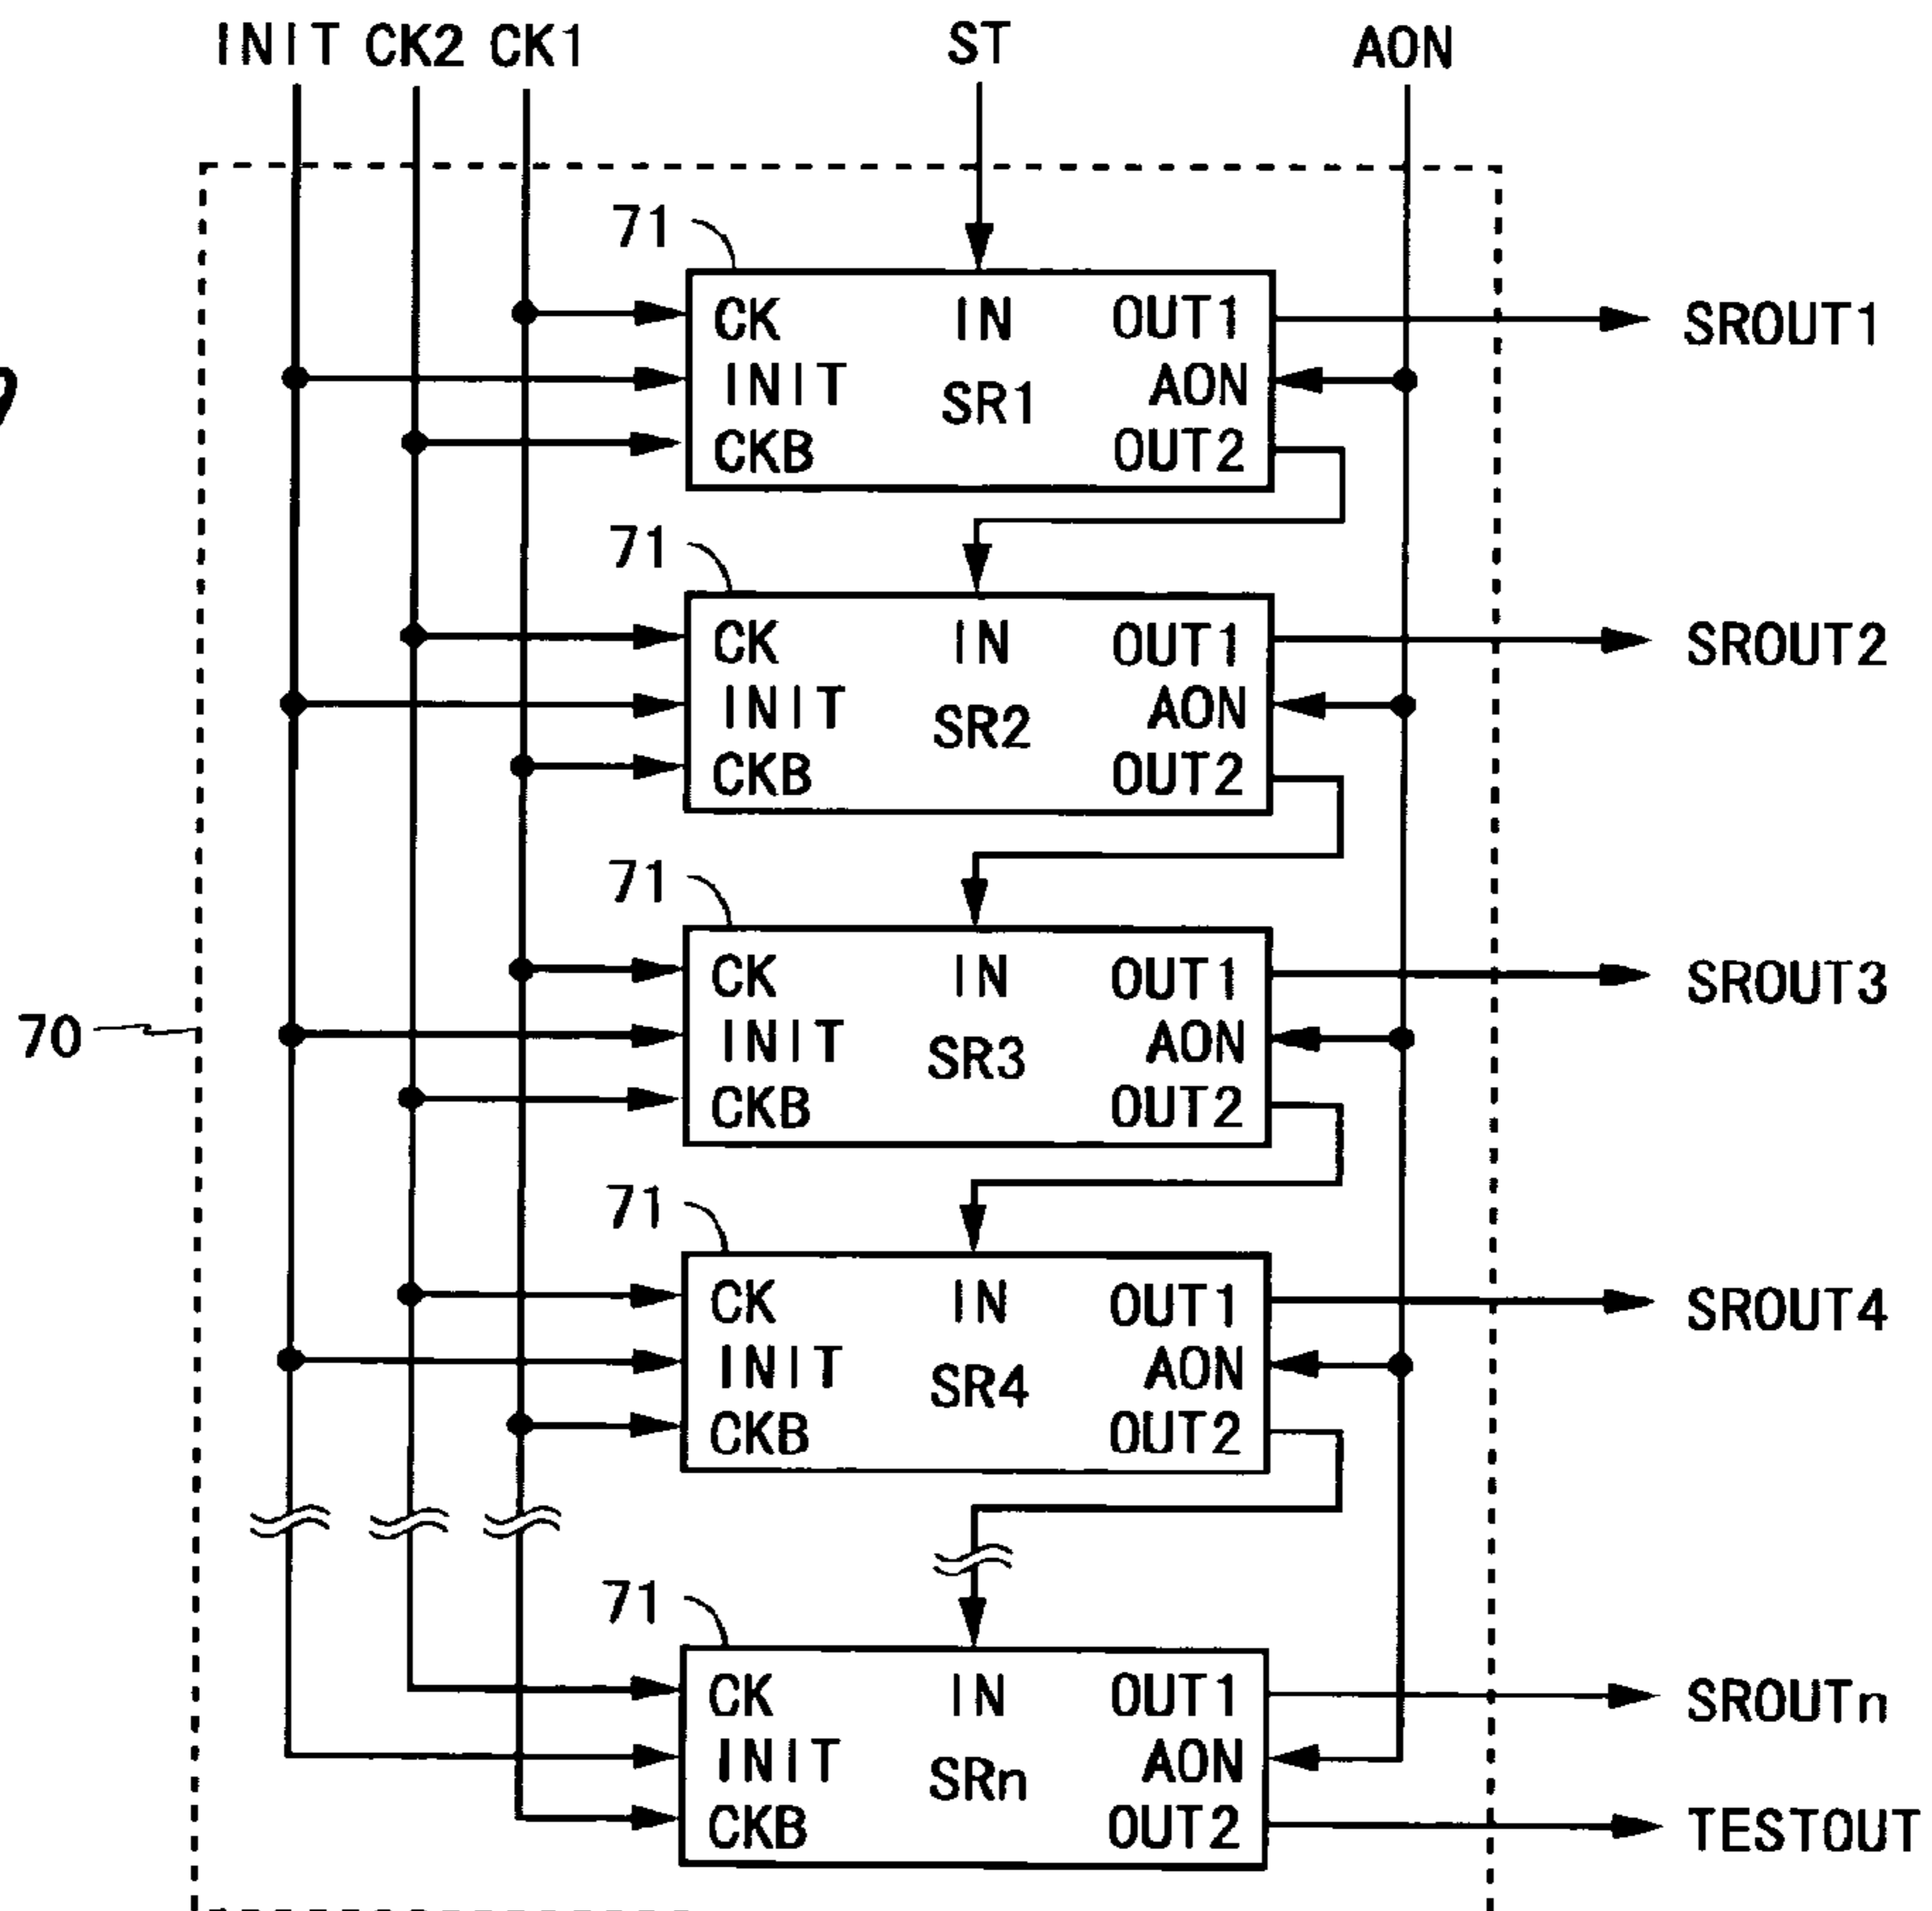 INIT CK2 CK1 ST AON
71
CK IN OUT1 SROUT1
INIT SR1 AON
CKB OUT2
71
CK IN OUT1 SROUT2
INIT SR2 AON
CKB OUT2
71
CK IN OUT1 SROUT3
70 INIT SR3 AON
CKB OUT2
71
CK IN OUT1 SROUT4
INIT SR4 AON
CKB OUT2
71
CK IN OUT1 SROUTn
INIT SRn AON
CKB OUT2 TESTOUT